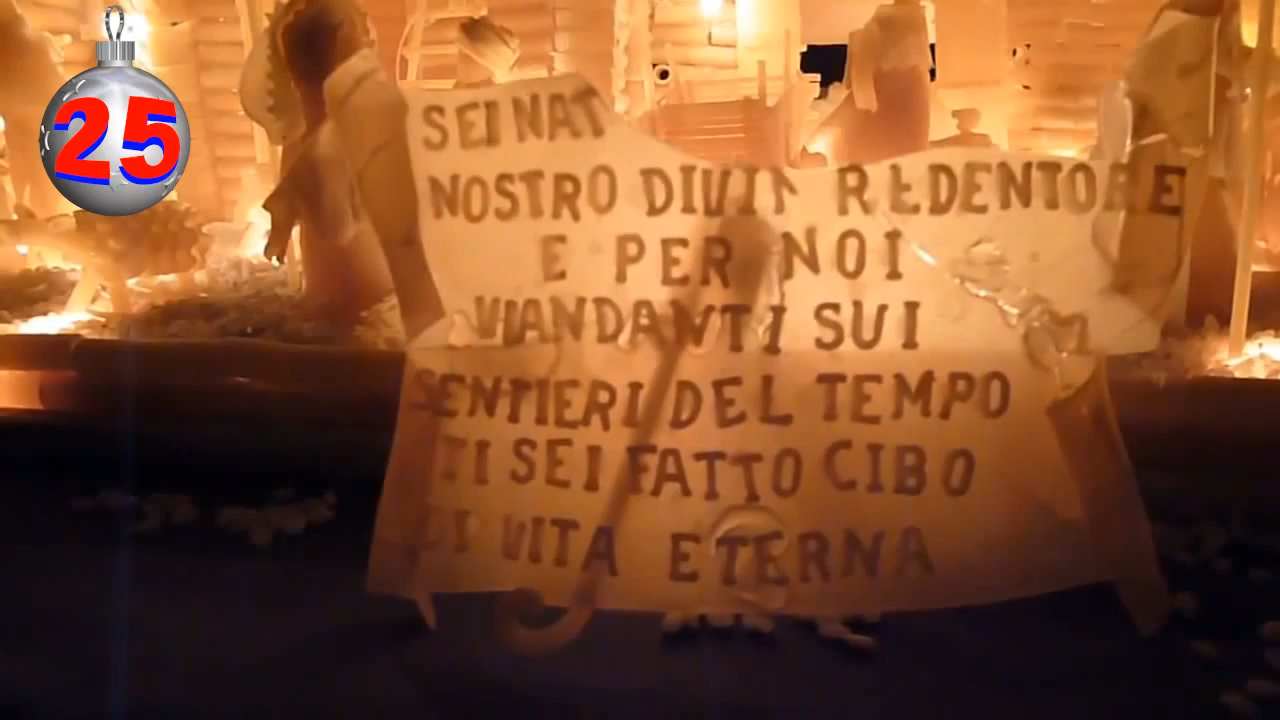 25
SEI NAT
NOSTRO DIVIN REDENTORE
E PER NOI
VIANDANTI SUI
SENTIERI DEL TEMPO
TI SEI FATTO CIBO
DI VITA ETERNA